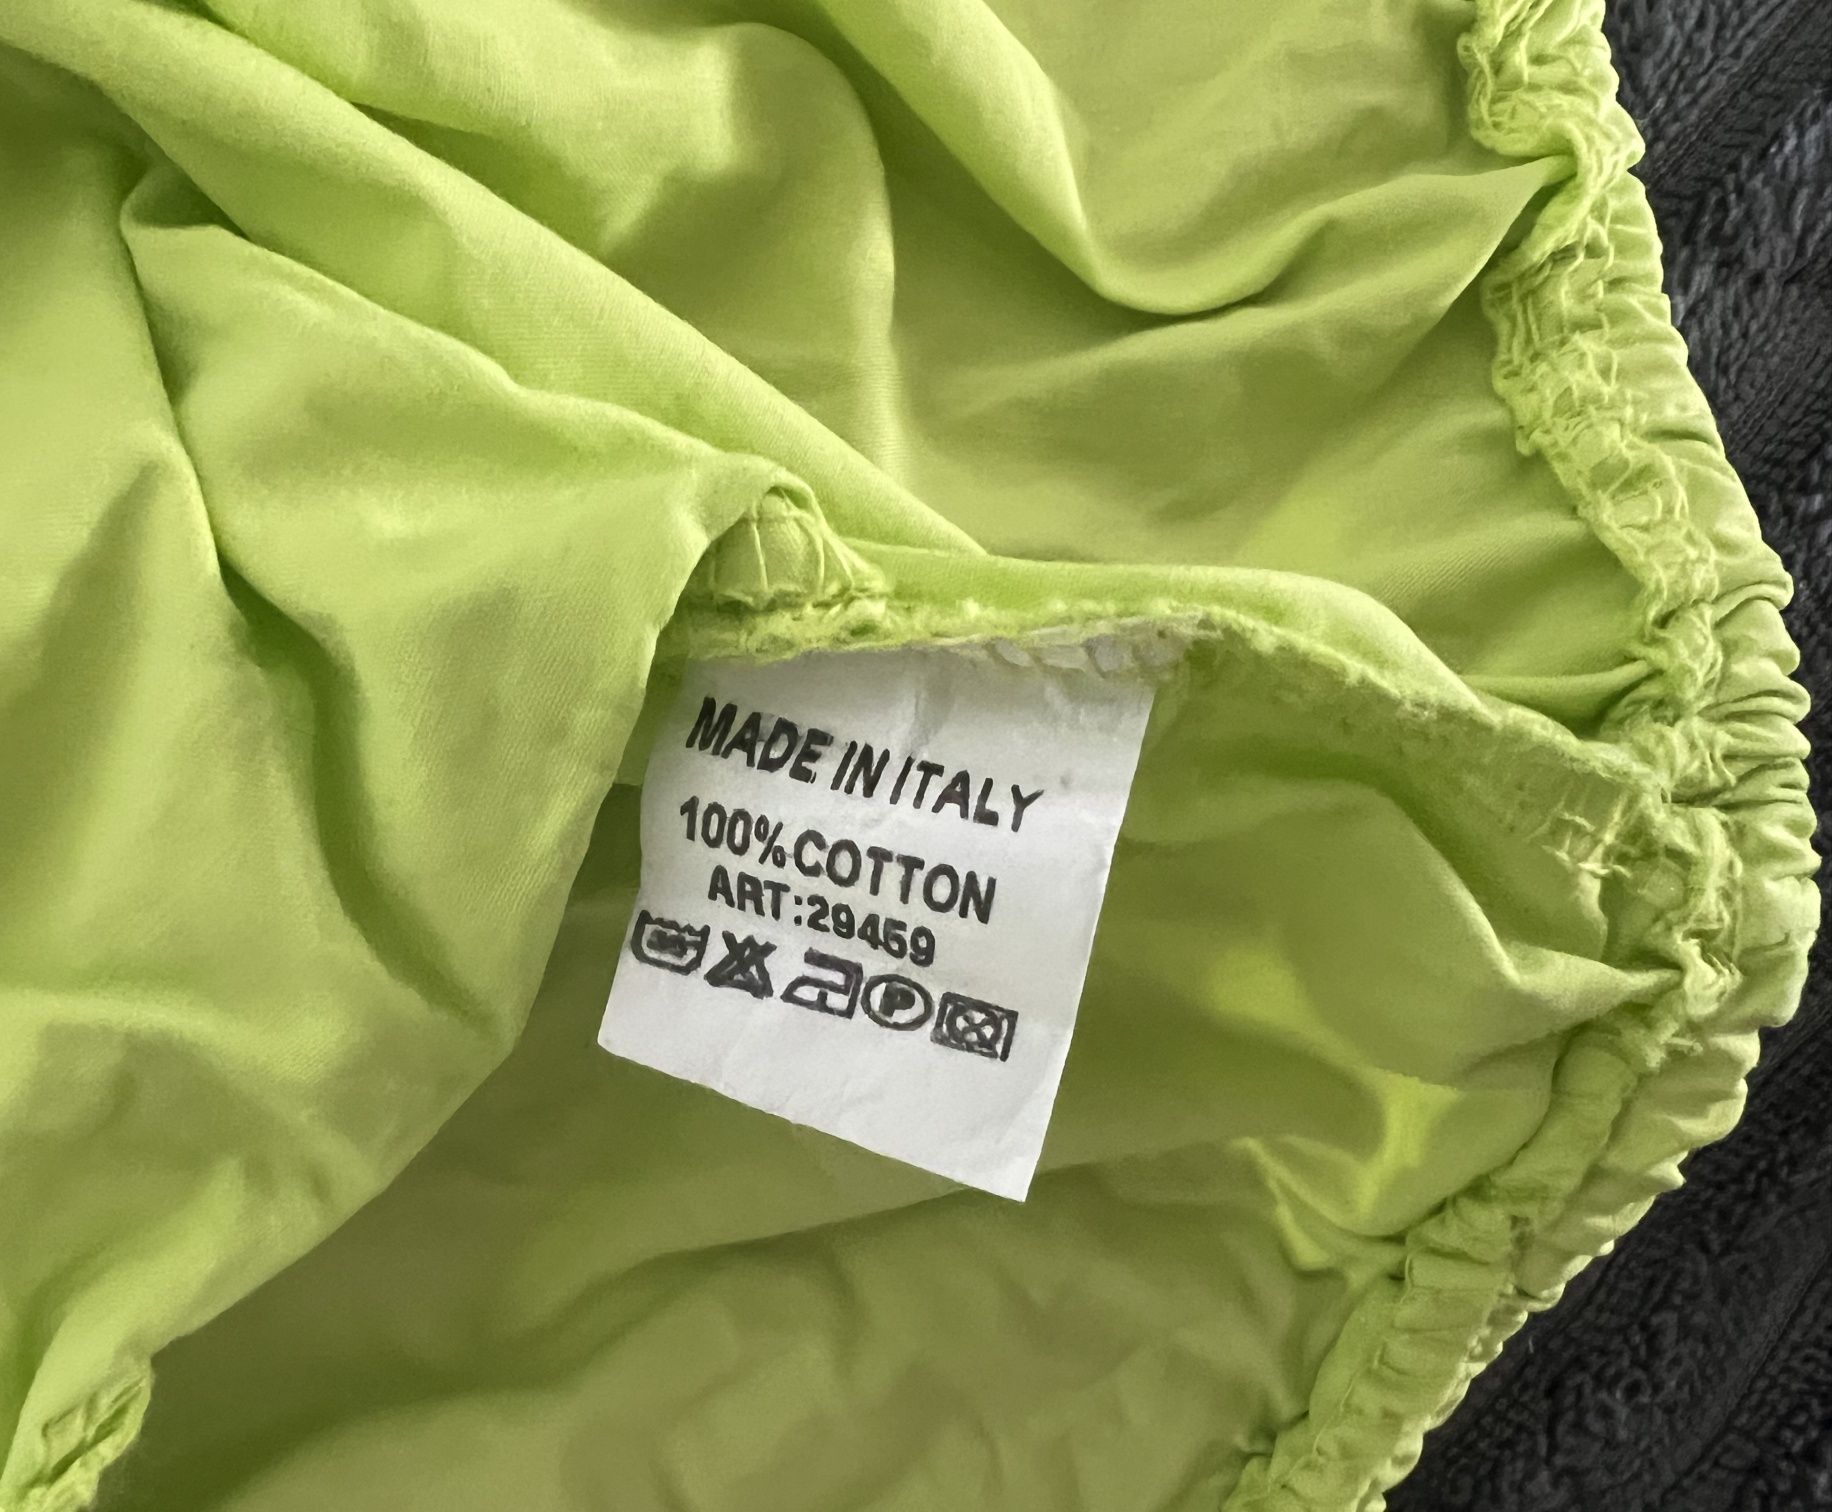 MADE IN ITALY
100% COTTON
ART:29459
P